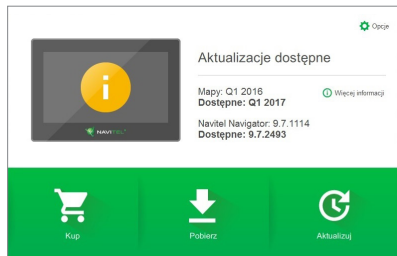 Opcje
Aktualizacje dostępne
Mapy: Q1 2016
Dostępne: Q1 2017
Więcej informacji
Navitel Navigator: 9.7.1114
Dostępne: 9.7.2493
NAVITEL
Kup
Pobierz
Aktualizuj